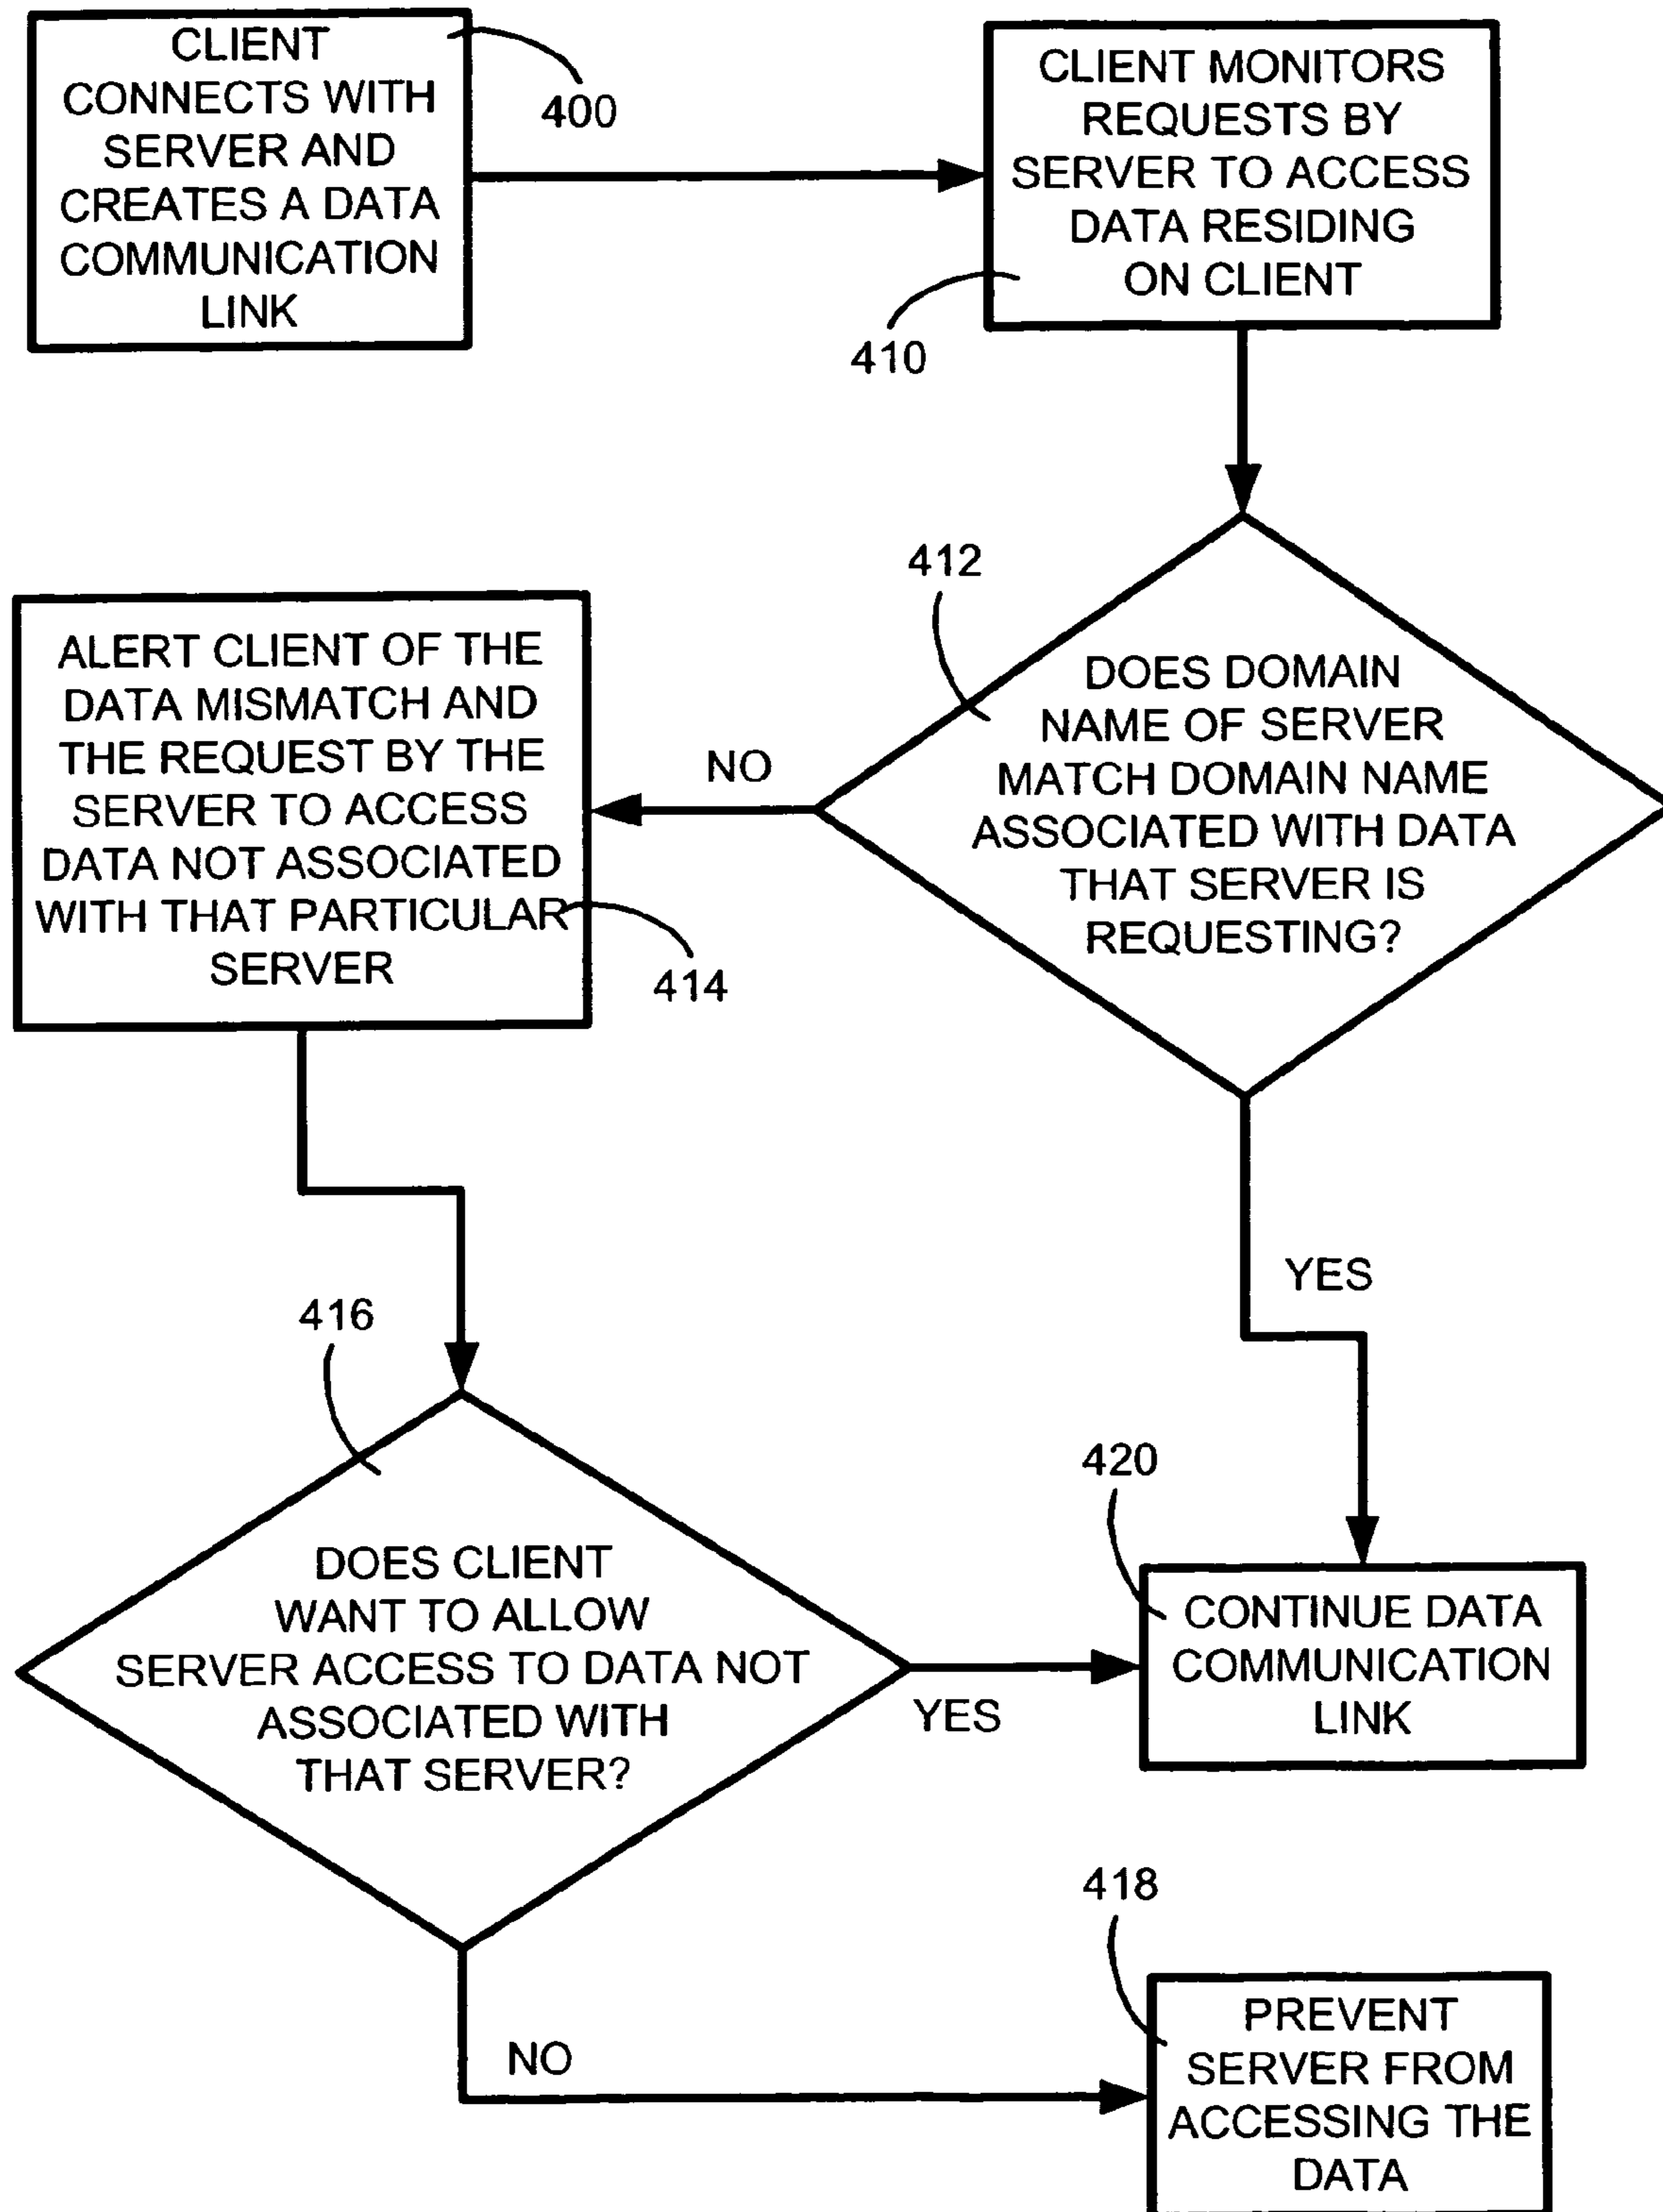 CLIENT
CONNECTS WITH
SERVER AND
CREATES A DATA
COMMUNICATION
LINK
400
CLIENT MONITORS
REQUESTS BY
SERVER TO ACCESS
DATA RESIDING
ON CLIENT
410
412
DOES DOMAIN
NAME OF SERVER
MATCH DOMAIN NAME
ASSOCIATED WITH DATA
THAT SERVER IS
REQUESTING?
NO
ALERT CLIENT OF THE
DATA MISMATCH AND
THE REQUEST BY THE
SERVER TO ACCESS
DATA NOT ASSOCIATED
WITH THAT PARTICULAR
SERVER
414
YES
416
DOES CLIENT
WANT TO ALLOW
SERVER ACCESS TO DATA NOT
ASSOCIATED WITH
THAT SERVER?
YES
420
CONTINUE DATA
COMMUNICATION
LINK
NO
418
PREVENT
SERVER FROM
ACCESSING THE
DATA